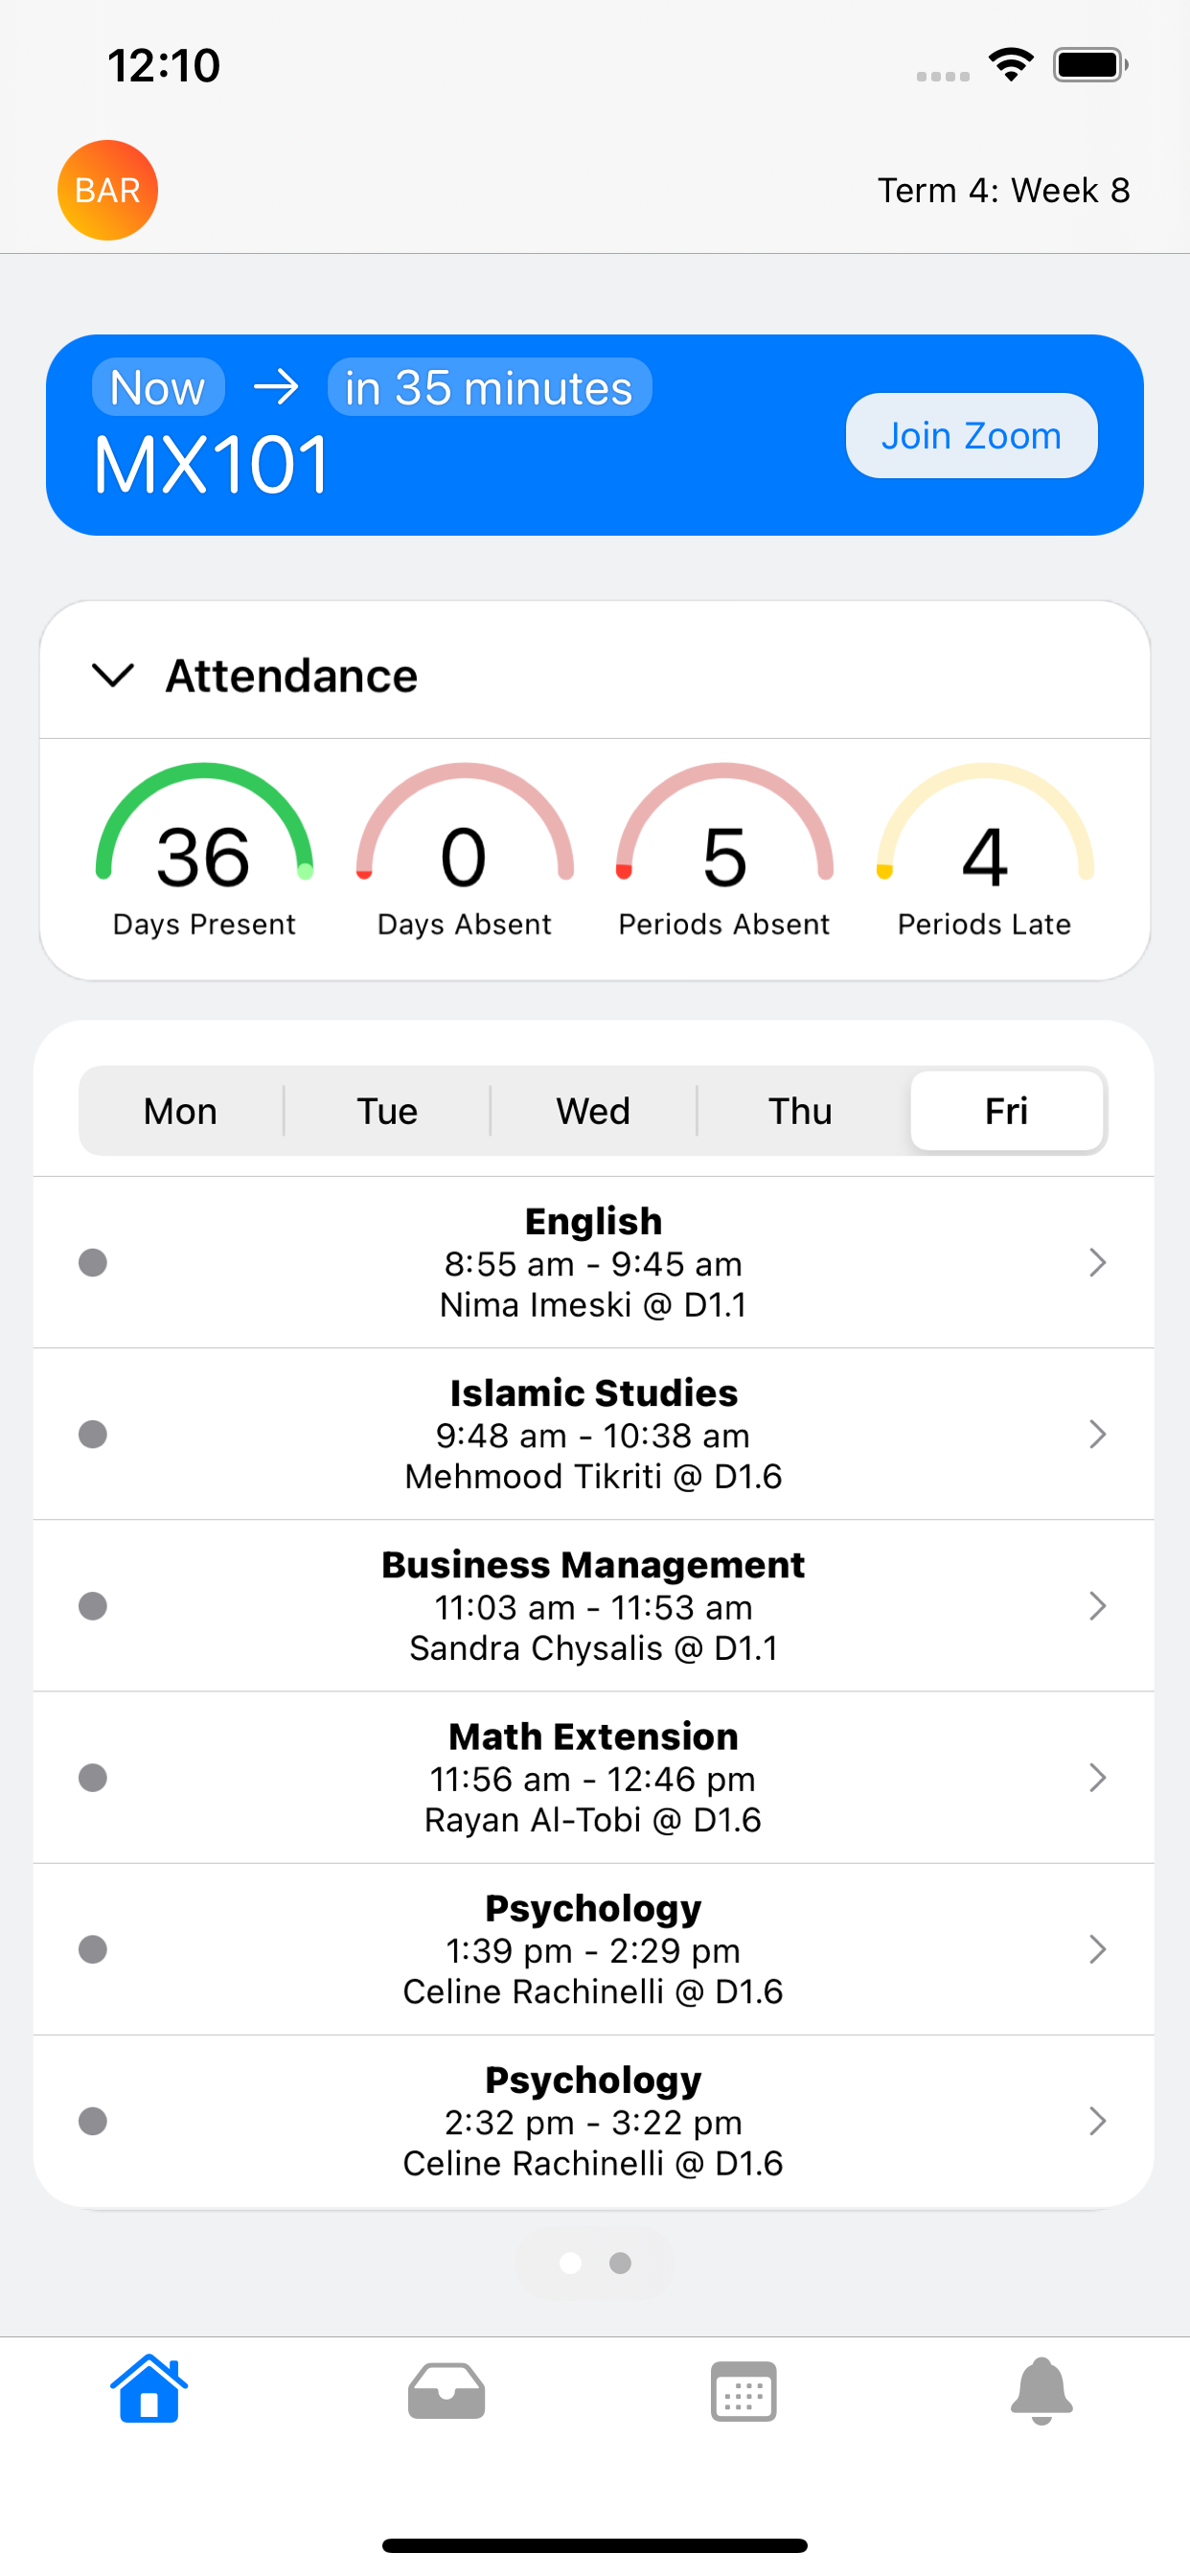 12:10
BAR
Term 4: Week 8
Now → in 35 minutes
MX101
Join Zoom
Attendance
36
Days Present
0
Days Absent
5
Periods Absent
4
Periods Late
Mon
Tue
Wed
Thu
Fri
English
8:55 am - 9:45 am
Nima Imeski @ D1.1
Islamic Studies
9:48 am - 10:38 am
Mehmood Tikriti @ D1.6
Business Management
11:03 am - 11:53 am
Sandra Chysalis @ D1.1
Math Extension
11:56 am - 12:46 pm
Rayan Al-Tobi @ D1.6
Psychology
1:39 pm - 2:29 pm
Celine Rachinelli @ D1.6
Psychology
2:32 pm - 3:22 pm
Celine Rachinelli @ D1.6